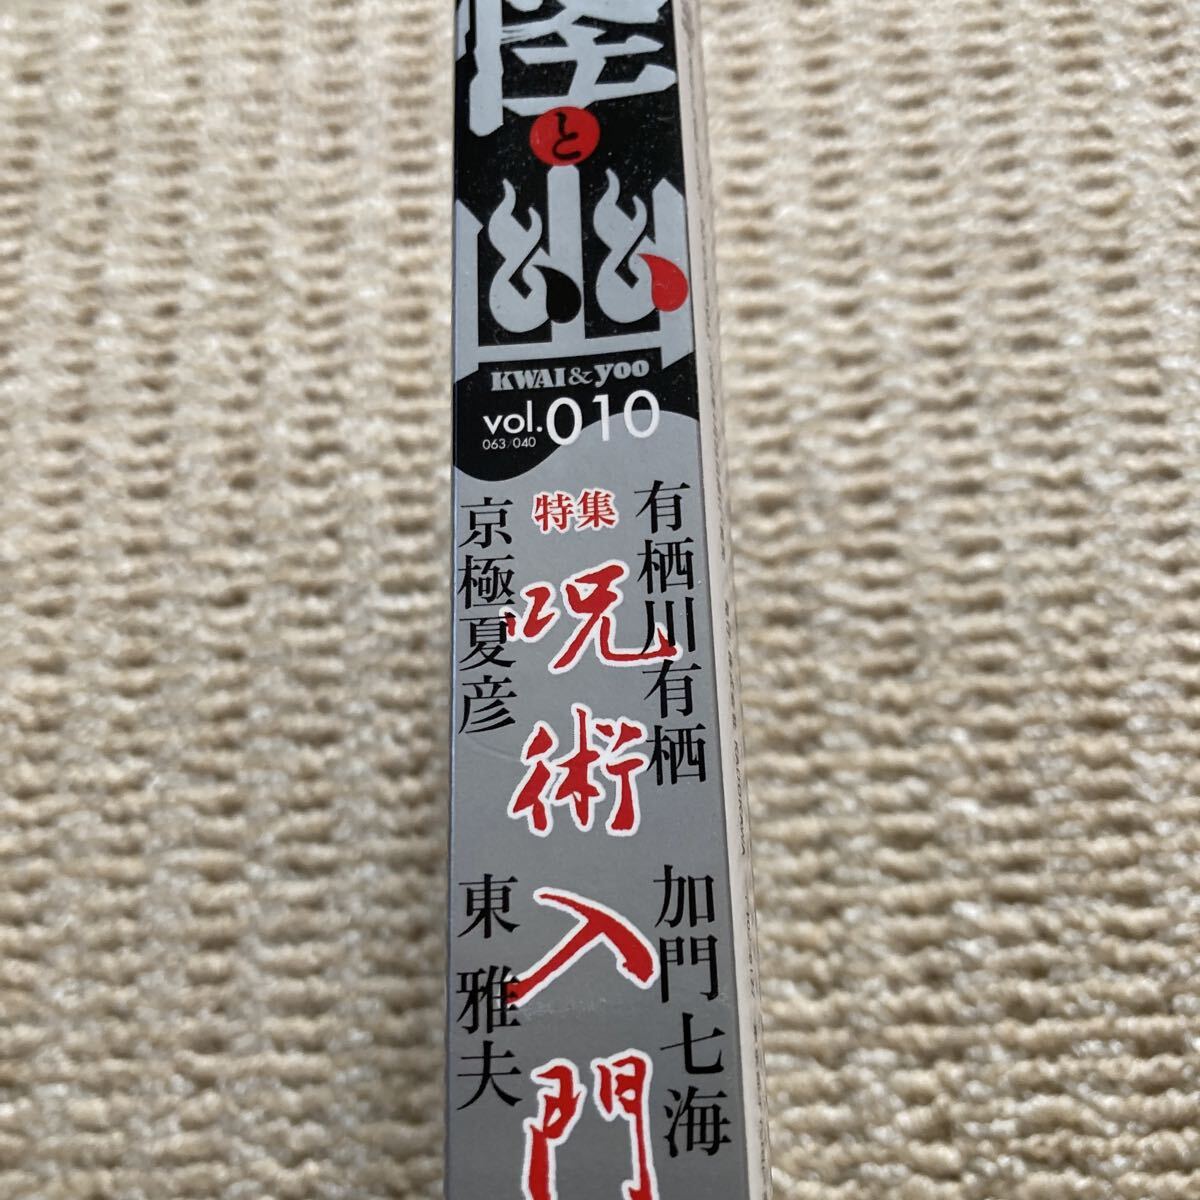 怪
と
幽
KWAI & yoo
vol.010
063/040
特集
呪術入門
有栖川有栖
京極夏彦
加門七海
東 雅夫
KADOKAWA